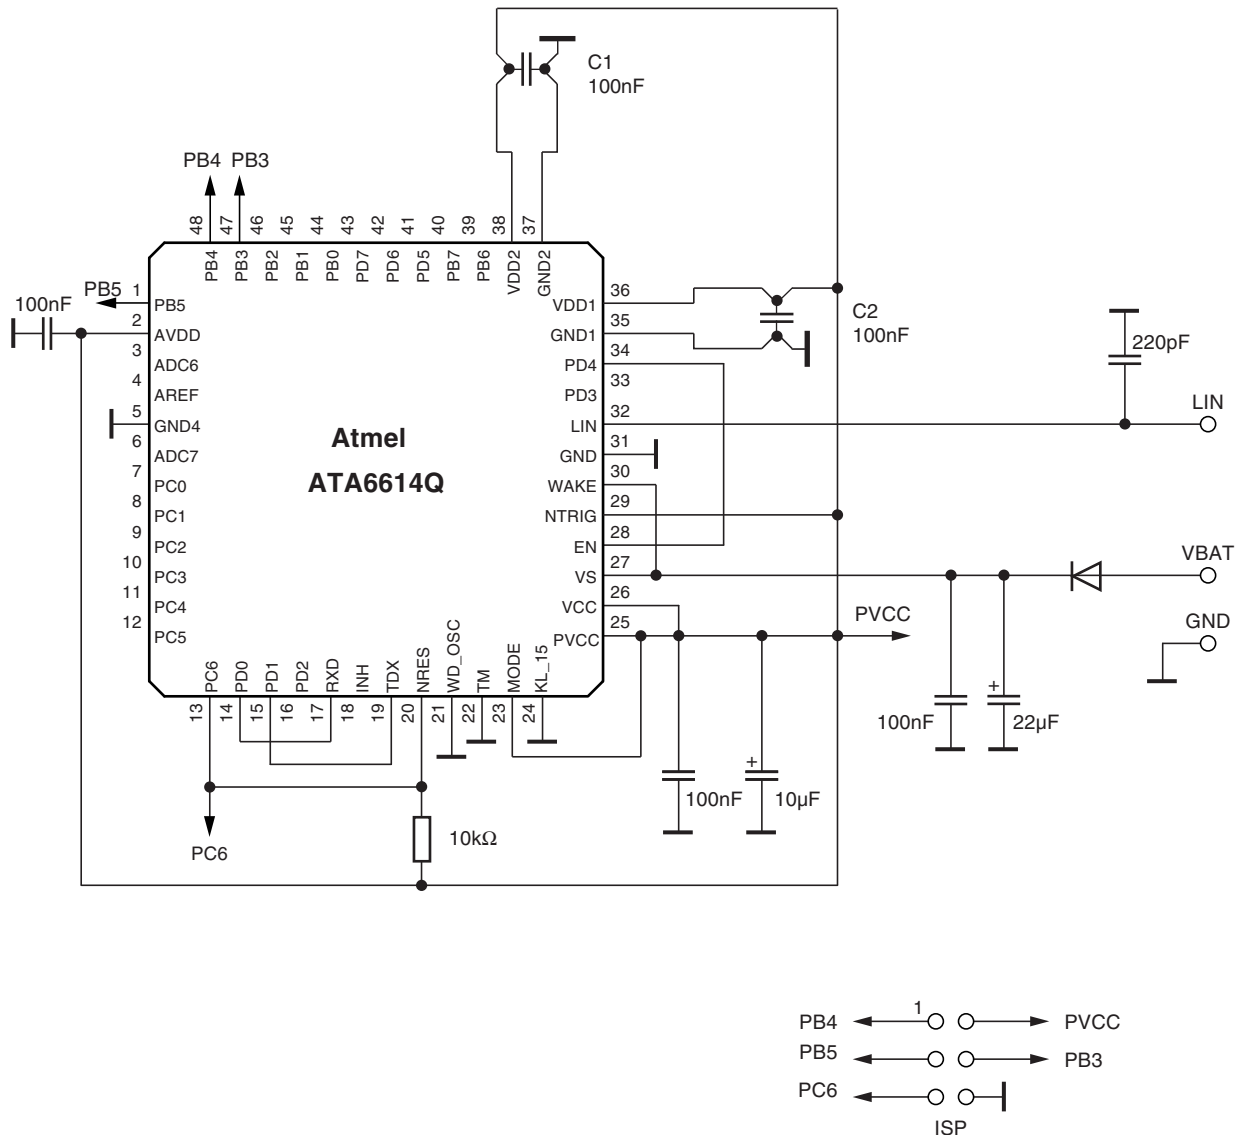 C1
100nF
PB4 PB3
48 47 46 45 44 43 42 41 40 39 38 37
PB4 PB3 PB2 PB1 PB0 PD7 PD6 PD5 PB7 PB6 VDD2 GND2
PB5
100nF
1 PB5
2 AVDD
3 ADC6
4 AREF
5 GND4
6 ADC7
7 PC0
8 PC1
9 PC2
10 PC3
11 PC4
12 PC5
Atmel
ATA6614Q
VDD1 36
GND1 35
PD4 34
PD3 33
LIN 32
GND 31
WAKE 30
NTRIG 29
EN 28
VS 27
VCC 26
PVCC 25
C2
100nF
220pF
LIN
VBAT
GND
PVCC
100nF
+
22µF
PC6 PD0 PD1 PD2 RXD INH TDX NRES WD_OSC TM MODE KL_15
13 14 15 16 17 18 19 20 21 22 23 24
100nF
+
10µF
10kΩ
PC6
PB4 1 PVCC
PB5 PB3
PC6
ISP